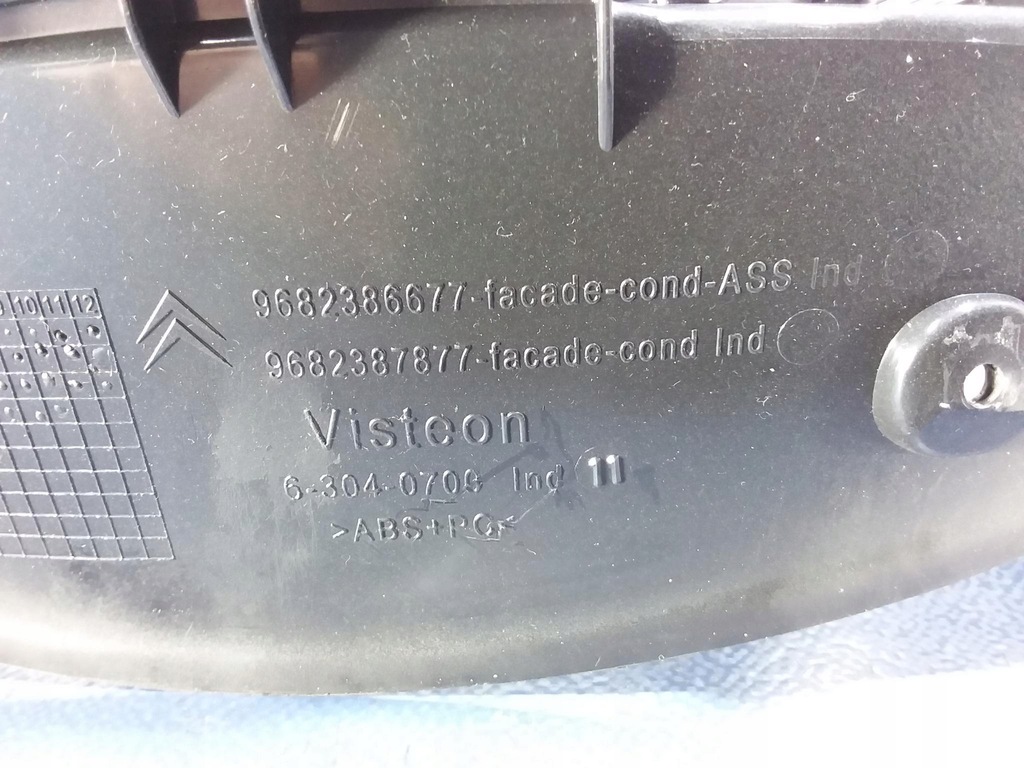 9682386677-facade-cond-ASS Ind
9682387877-facade-cond Ind
Visteon
6-304-0709 Ind 11
>ABS+PC<
9 10 11 12